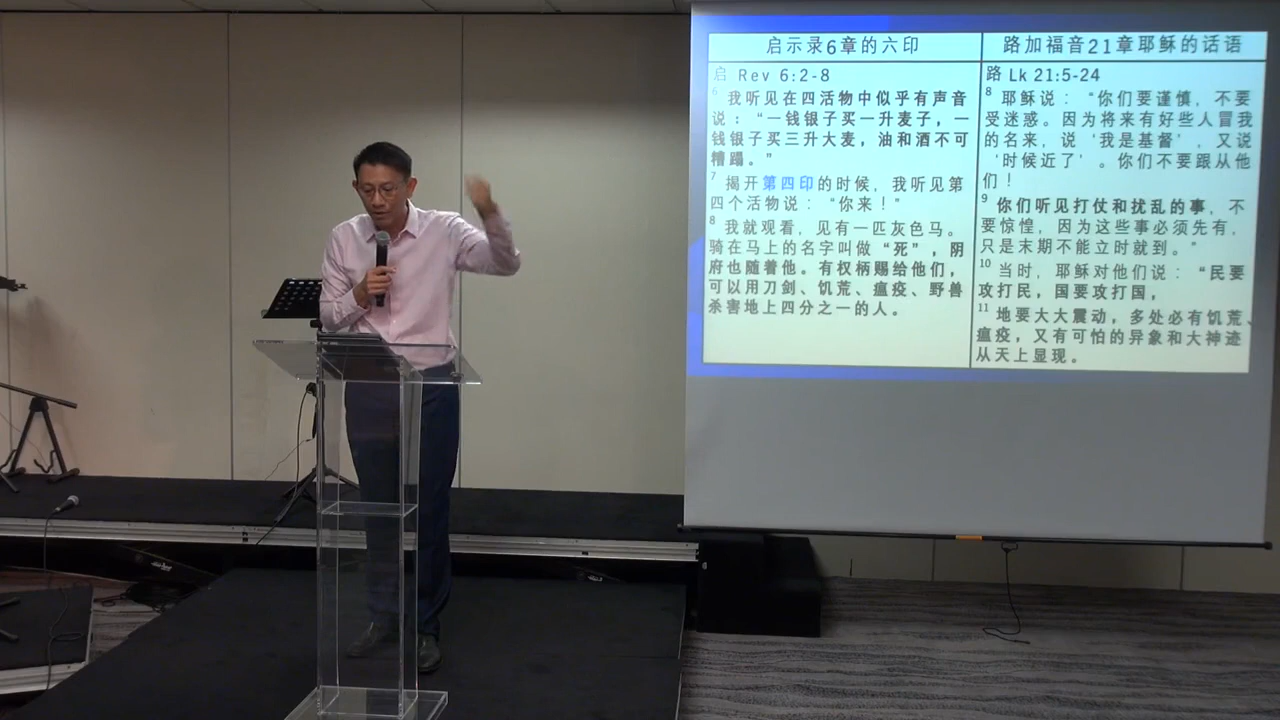 启示录6章的六印
启 Rev 6:2-8
6 我听见在四活物中似乎有声音
说："一钱银子买一升麦子，一
钱银子买三升大麦，油和酒不可
糟蹋。"
7 揭开第四印的时候，我听见第
四个活物说："你来！"
8 我就观看，见有一匹灰色马。
骑在马上的名字叫做"死"，阴
府也随着他。有权柄赐给他们，
可以用刀剑、饥荒、瘟疫、野兽
杀害地上四分之一的人。
路加福音21章耶稣的话语
路 Lk 21:5-24
8 耶稣说："你们要谨慎，不要
受迷惑。因为将来有好些人冒我
的名来，说‘我是基督’，又说
‘时候近了’。你们不要跟从他
们！
9 你们听见打仗和扰乱的事，不
要惊惶，因为这些事必须先有，
只是末期不能立时就到。"
10 当时，耶稣对他们说："民要
攻打民，国要攻打国，
11 地要大大震动，多处必有饥荒、
瘟疫，又有可怕的异象和大神迹
从天上显现。